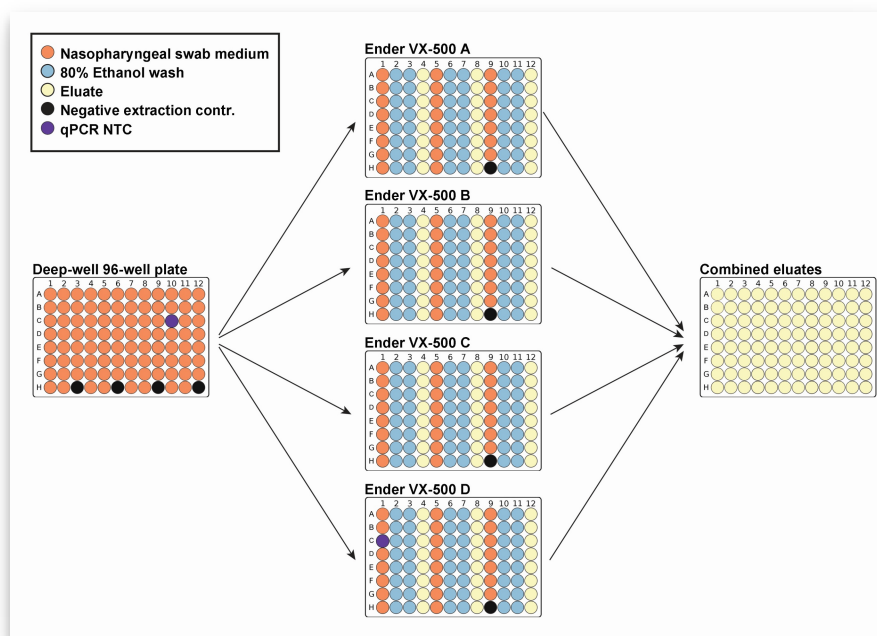 Nasopharyngeal swab medium
80% Ethanol wash
Eluate
Negative extraction contr.
qPCR NTC
Ender VX-500 A
1 2 3 4 5 6 7 8 9 10 11 12
A
B
C
D
E
F
G
H
Ender VX-500 B
1 2 3 4 5 6 7 8 9 10 11 12
A
B
C
D
E
F
G
H
Deep-well 96-well plate
1 2 3 4 5 6 7 8 9 10 11 12
A
B
C
D
E
F
G
H
Combined eluates
1 2 3 4 5 6 7 8 9 10 11 12
A
B
C
D
E
F
G
H
Ender VX-500 C
1 2 3 4 5 6 7 8 9 10 11 12
A
B
C
D
E
F
G
H
Ender VX-500 D
1 2 3 4 5 6 7 8 9 10 11 12
A
B
C
D
E
F
G
H